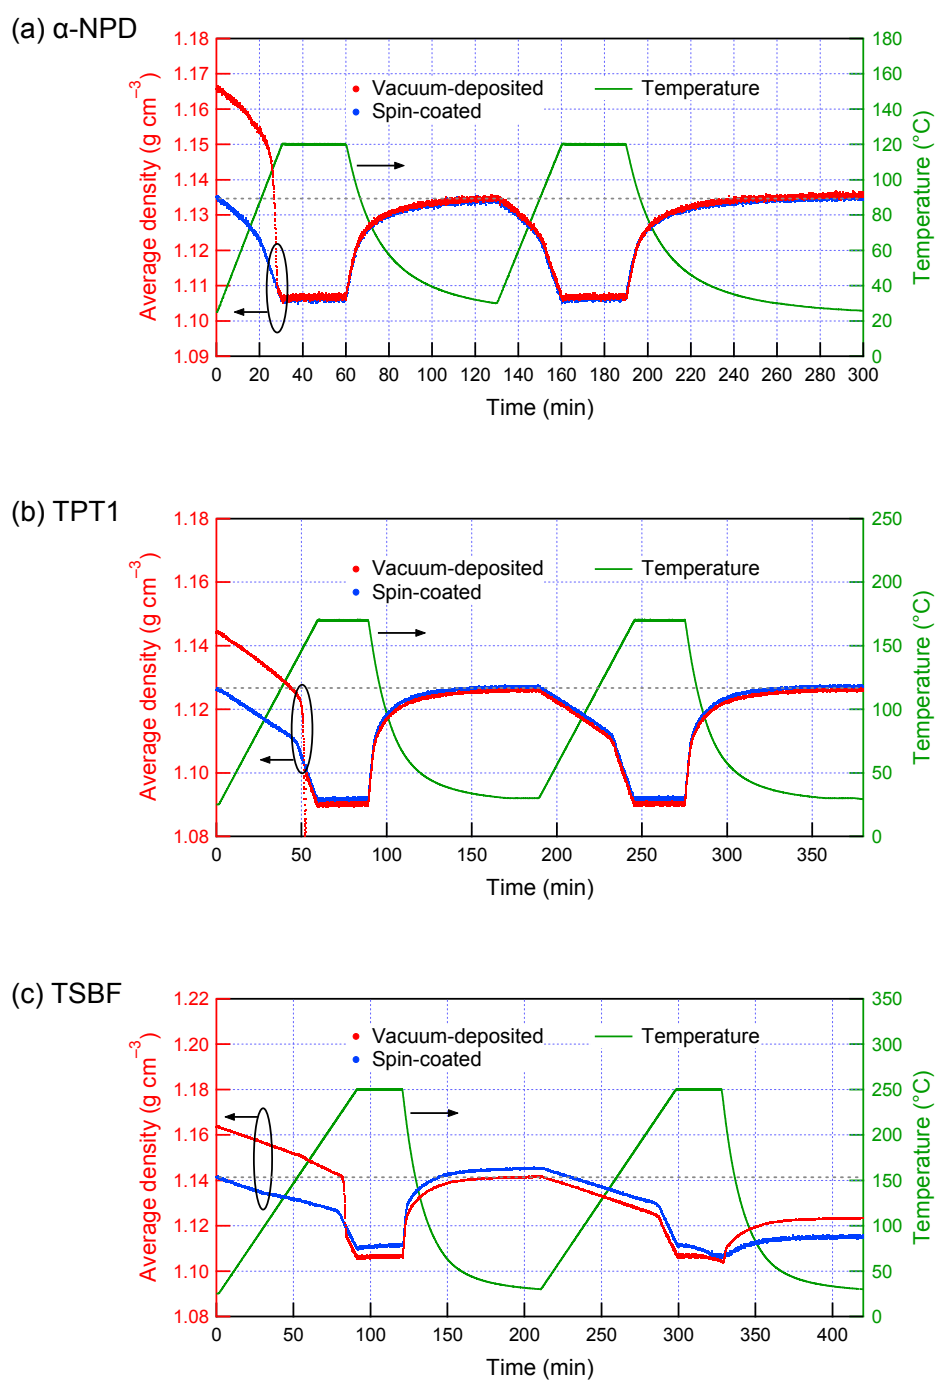 (a) α-NPD
1.18
1.17
1.16
1.15
1.14
1.13
1.12
1.11
1.10
1.09
Average density (g cm⁻³)
Vacuum-deposited
Spin-coated
Temperature
180
160
140
120
100
80
60
40
20
0
Temperature (°C)
0 20 40 60 80 100 120 140 160 180 200 220 240 260 280 300
Time (min)
(b) TPT1
1.18
1.16
1.14
1.12
1.10
1.08
Average density (g cm⁻³)
Vacuum-deposited
Spin-coated
Temperature
250
200
150
100
50
0
Temperature (°C)
0 50 100 150 200 250 300 350
Time (min)
(c) TSBF
1.22
1.20
1.18
1.16
1.14
1.12
1.10
1.08
Average density (g cm⁻³)
Vacuum-deposited
Spin-coated
Temperature
350
300
250
200
150
100
50
0
Temperature (°C)
0 50 100 150 200 250 300 350 400
Time (min)